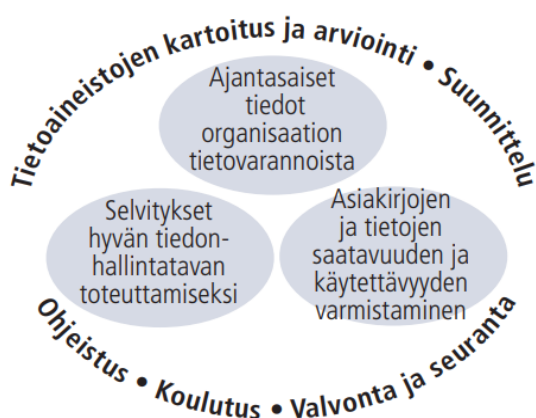 Tietoaineistojen kartoitus ja arviointi • Suunnittelu
Ajantasaiset
tiedot
organisaation
tietovarannoista
Selvitykset
hyvän tiedon-
hallintatavan
toteuttamiseksi
Asiakirjojen
ja tietojen
saatavuuden ja
käytettävyyden
varmistaminen
Ohjeistus • Koulutus • Valvonta ja seuranta